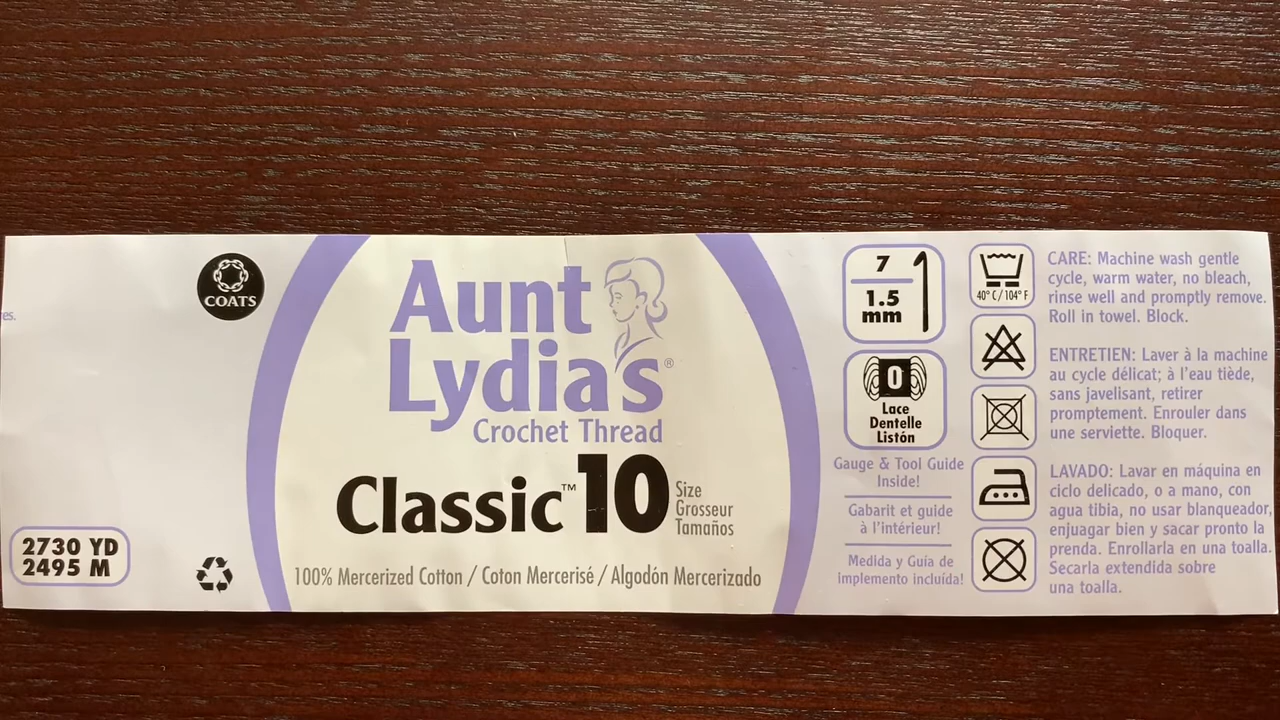 es.
COATS
2730 YD
2495 M
Aunt
Lydia's®
Crochet Thread
Classic™ 10
Size
Grosseur
Tamaños
100% Mercerized Cotton / Coton Mercerisé / Algodón Mercerizado
7
1.5
mm
0
Lace
Dentelle
Listón
Gauge & Tool Guide
Inside!
Gabarit et guide
à l'intérieur!
Medida y Guía de
implemento incluída!
40° C / 104° F
CARE: Machine wash gentle
cycle, warm water, no bleach,
rinse well and promptly remove.
Roll in towel. Block.
ENTRETIEN: Laver à la machine
au cycle délicat; à l'eau tiède,
sans javelisant, retirer
promptement. Enrouler dans
une serviette. Bloquer.
LAVADO: Lavar en máquina en
ciclo delicado, o a mano, con
agua tibia, no usar blanqueador,
enjuagar bien y sacar pronto la
prenda. Enrollarla en una toalla.
Secarla extendida sobre
una toalla.